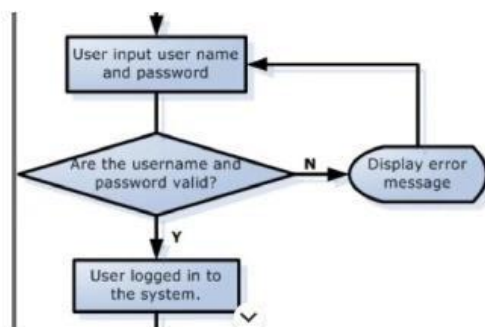 User input user name
and password
Are the username and
password valid?
N
Display error
message
Y
User logged in to
the system.